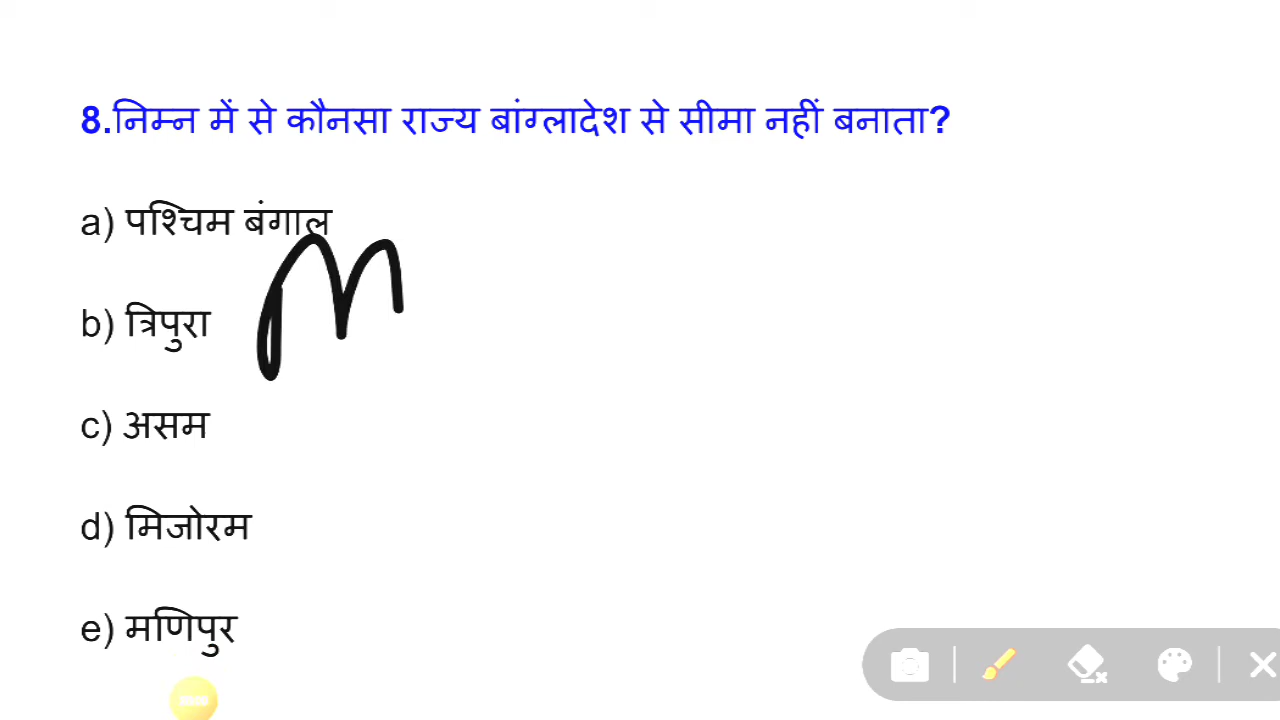 8.निम्न में से कौनसा राज्य बांग्लादेश से सीमा नहीं बनाता?
a) पश्चिम बंगाल
b) त्रिपुरा
c) असम
d) मिजोरम
e) मणिपुर